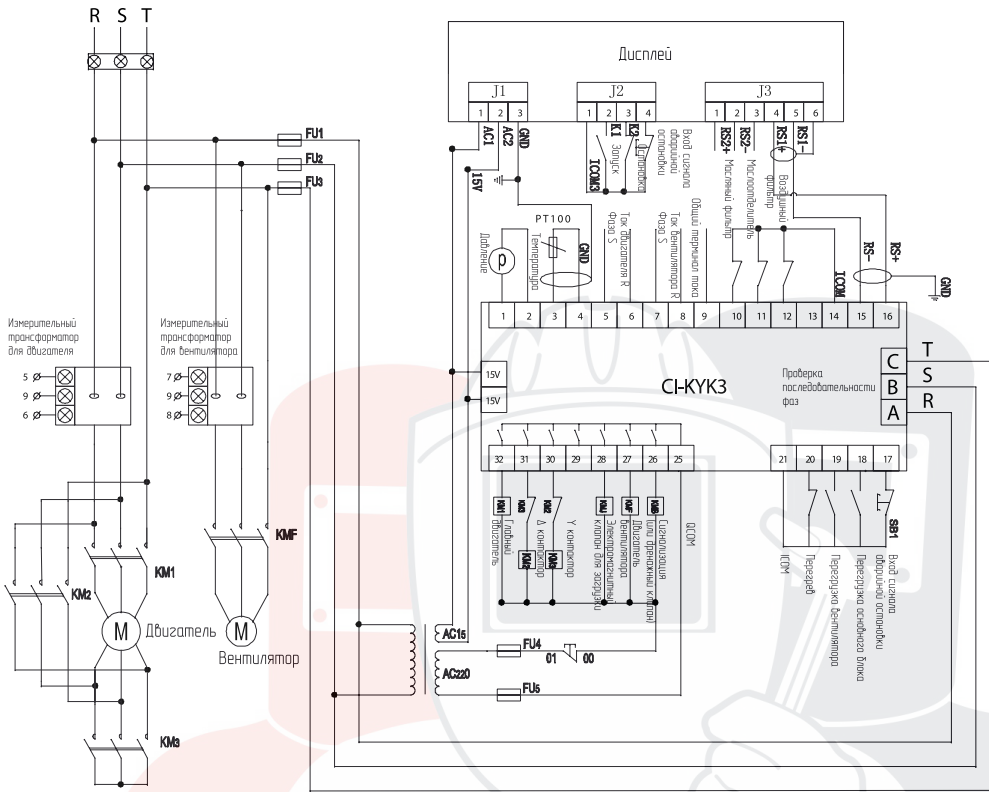 R S T
Дисплей
J1
J2
J3
1 2 3
1 2 3 4
1 2 3 4 5 6
AC1
AC2
GND
K1
K2
RS2+
RS2-
RS1+
RS1-
15V
ICOM3
Запуск
Остановка
Вход сигнала
аварийной
остановки
Масляный фильтр
Маслоотделитель
Воздушный
фильтр
FU1
FU2
FU3
PT100
Давление
P
Температура
GND
Ток двигателя R
Фаза S
Ток вентилятора R
Фаза S
Общий терминал тока
ICOM
RS-
RS+
GND
1 2 3 4 5 6 7 8 9 10 11 12 13 14 15 16
Измерительный
трансформатор
для двигателя
Измерительный
трансформатор
для вентилятора
5
9
6
7
9
8
15V
15V
CI-KYK3
Проверка
последовательности
фаз
C
B
A
T
S
R
32 31 30 29 28 27 26 25
21 20 19 18 17
KM1
KM3
KM2
KM2
KM3
KM4
KMF
KMB
Главный
двигатель
Δ контактор
Y контактор
Электромагнитный
клапан для загрузки
Двигатель
вентилятора
Сигнализация
(или дренажный клапан)
QCOM
ICOM
Перегрев
Перегрузка вентилятора
Перегрузка основного блока
Вход сигнала
аварийной остановки
SB1
KMF
KM1
KM2
M
Двигатель
M
Вентилятор
KM3
AC15
AC220
FU4
01
00
FU5